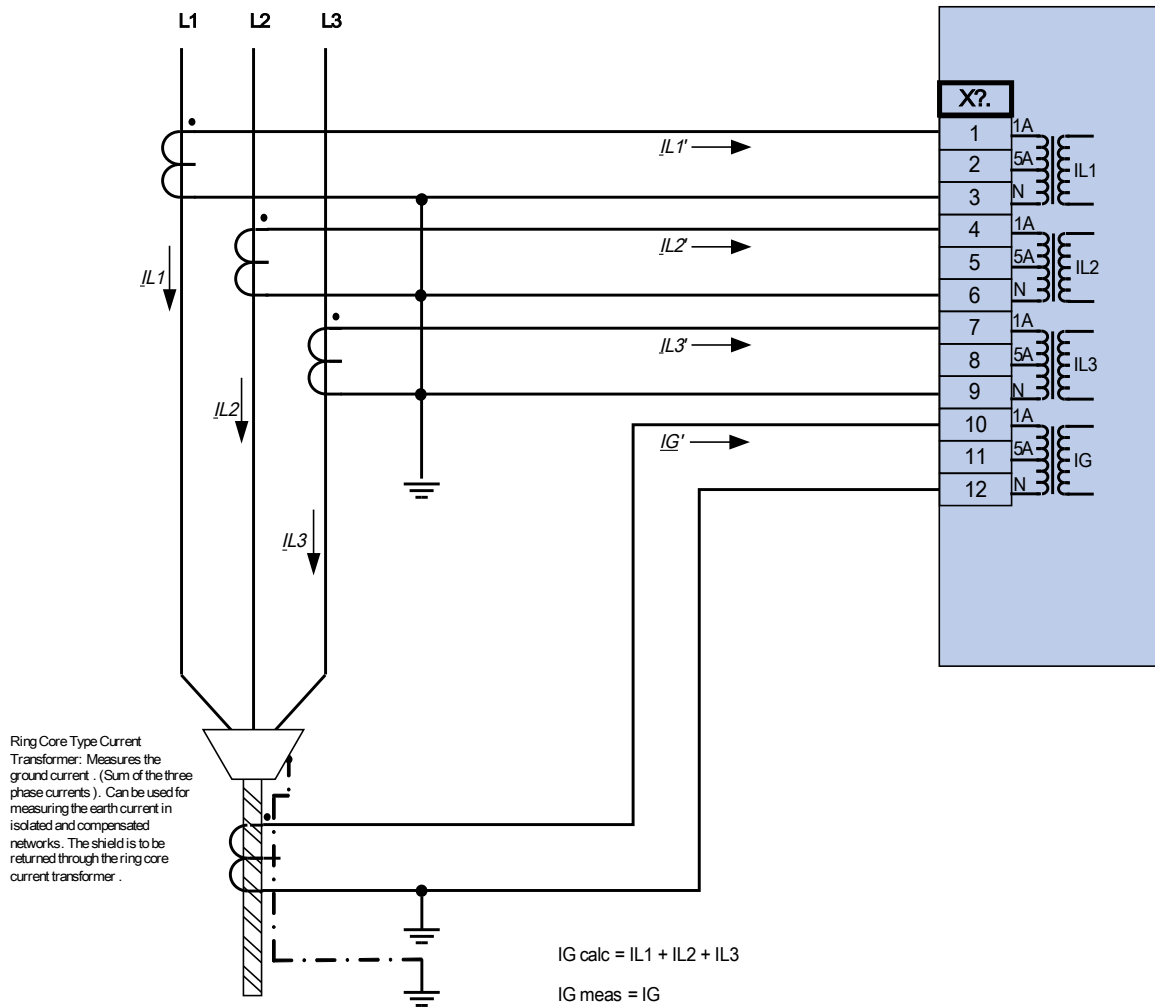 L1 L2 L3
X?.
1 1A
2 5A IL1
3 N
4 1A
5 5A IL2
6 N
7 1A
8 5A IL3
9 N
10 1A
11 5A IG
12 N
IL1'
IL2'
IL3'
IG'
IL1
IL2
IL3
Ring Core Type Current
Transformer: Measures the
ground current . (Sum of the three
phase currents ). Can be used for
measuring the earth current in
isolated and compensated
networks. The shield is to be
returned through the ring core
current transformer .
IG calc = IL1 + IL2 + IL3
IG meas = IG